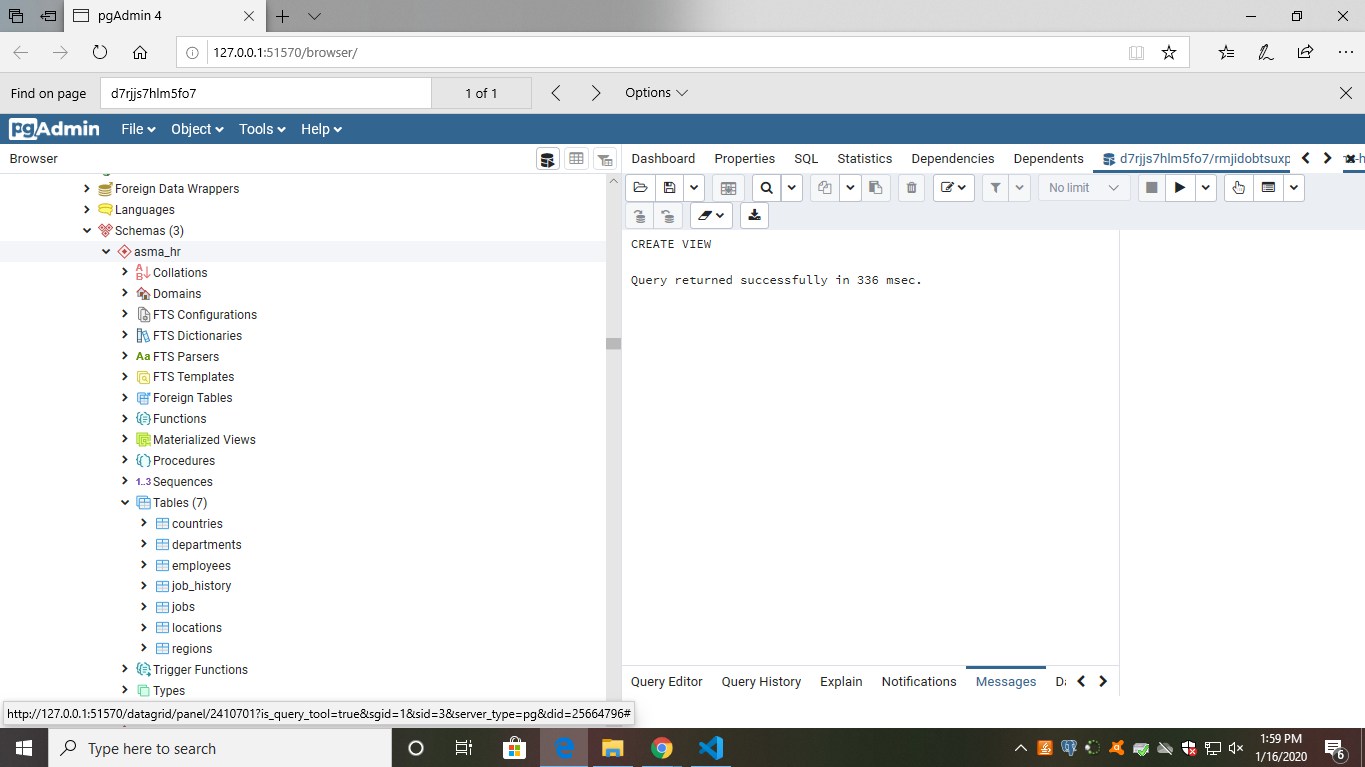 pgAdmin 4
127.0.0.1:51570/browser/
Find on page
d7rjjs7hlm5fo7
1 of 1
Options
pgAdmin
File
Object
Tools
Help
Browser
Dashboard
Properties
SQL
Statistics
Dependencies
Dependents
d7rjjs7hlm5fo7/rmjidobtsuxp
Foreign Data Wrappers
Languages
Schemas (3)
asma_hr
Collations
Domains
FTS Configurations
FTS Dictionaries
Aa FTS Parsers
FTS Templates
Foreign Tables
Functions
Materialized Views
Procedures
1..3 Sequences
Tables (7)
countries
departments
employees
job_history
jobs
locations
regions
Trigger Functions
Types
No limit
CREATE VIEW
Query returned successfully in 336 msec.
Query Editor
Query History
Explain
Notifications
Messages
http://127.0.0.1:51570/datagrid/panel/2410701?is_query_tool=true&sgid=1&sid=3&server_type=pg&did=25664796#
Type here to search
1:59 PM
1/16/2020
6